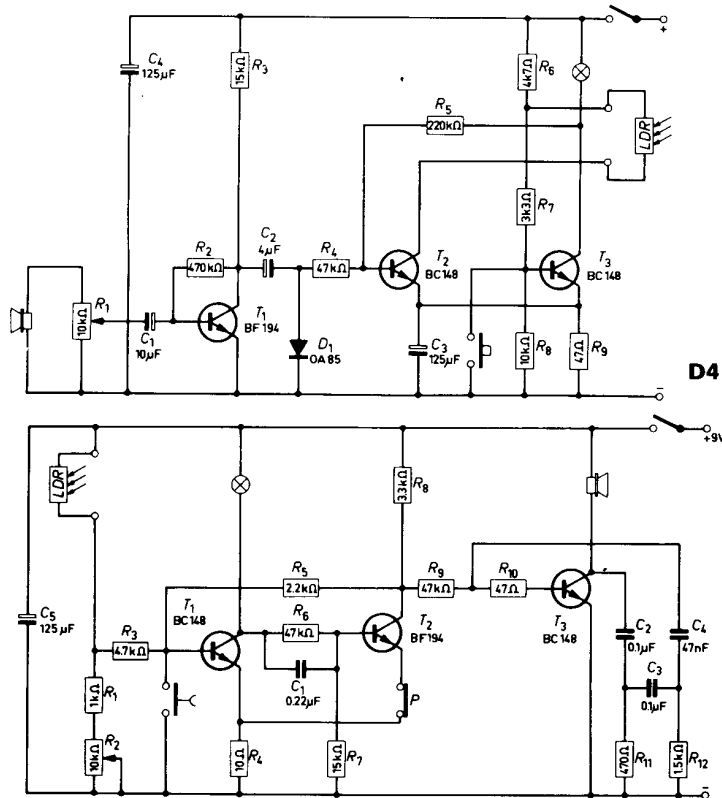 C4
125µF
15kΩ
R3
R6
4k7Ω
+
R5
220kΩ
LDR
R7
3k3Ω
R2
470kΩ
C2
4µF
R4
47kΩ
T2
BC148
T3
BC148
R1
10kΩ
C1
10µF
T1
BF194
D1
OA85
C3
125µF
R8
10kΩ
R9
47Ω
D4
–
+9V
LDR
R8
3.3kΩ
R5
2.2kΩ
R9
47kΩ
R10
47Ω
C5
125µF
R3
4.7kΩ
T1
BC148
R6
47kΩ
T2
BF194
T3
BC148
C2
0.1µF
C4
47nF
C1
0.22µF
P
C3
0.1µF
R1
1kΩ
R2
10kΩ
R4
10Ω
R7
15kΩ
R11
470Ω
R12
1.5kΩ
–